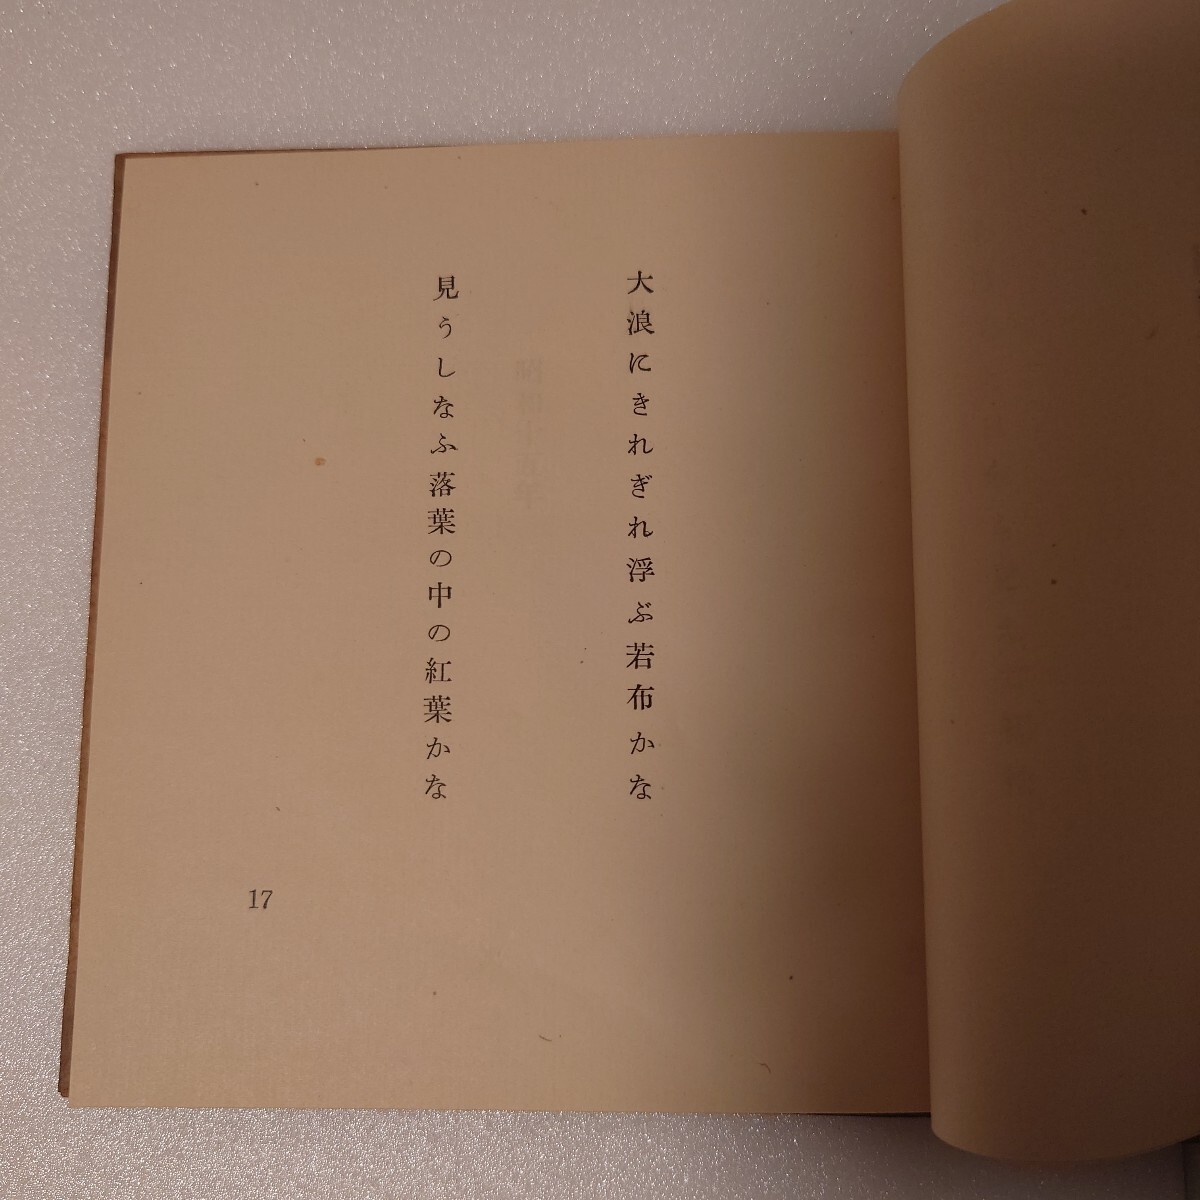 大浪にきれぎれ浮ぶ若布かな
見うしなふ落葉の中の紅葉かな
17